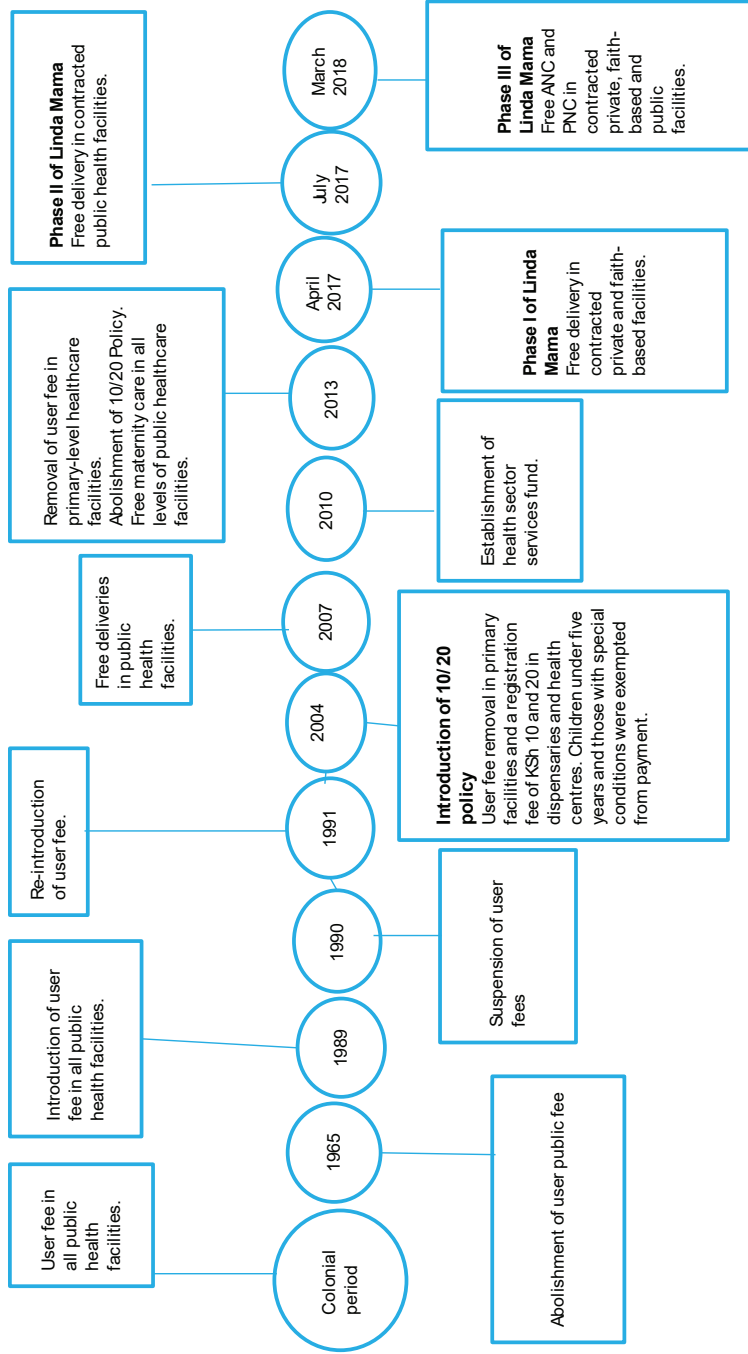 User fee in
all public
health
facilities.
Introduction of user
fee in all public
health facilities.
Re-introduction
of user fee.
Free deliveries
in public
health
facilities.
Removal of user fee in
primary-level healthcare
facilities.
Abolishment of 10/20 Policy.
Free maternity care in all
levels of public healthcare
facilities.
Phase II of Linda Mama
Free delivery in contracted
public health facilities.
Colonial
period
1965
1989
1990
1991
2004
2007
2010
2013
April
2017
July
2017
March
2018
Abolishment of user public fee
Suspension of user
fees
Introduction of 10/20
policy
User fee removal in primary
facilities and a registration
fee of KSh 10 and 20 in
dispensaries and health
centres. Children under five
years and those with special
conditions were exempted
from payment.
Establishment of
health sector
services fund.
Phase I of Linda
Mama
Free delivery in
contracted
private and faith-
based facilities.
Phase III of
Linda Mama
Free ANC and
PNC in
contracted
private, faith-
based and
public
facilities.